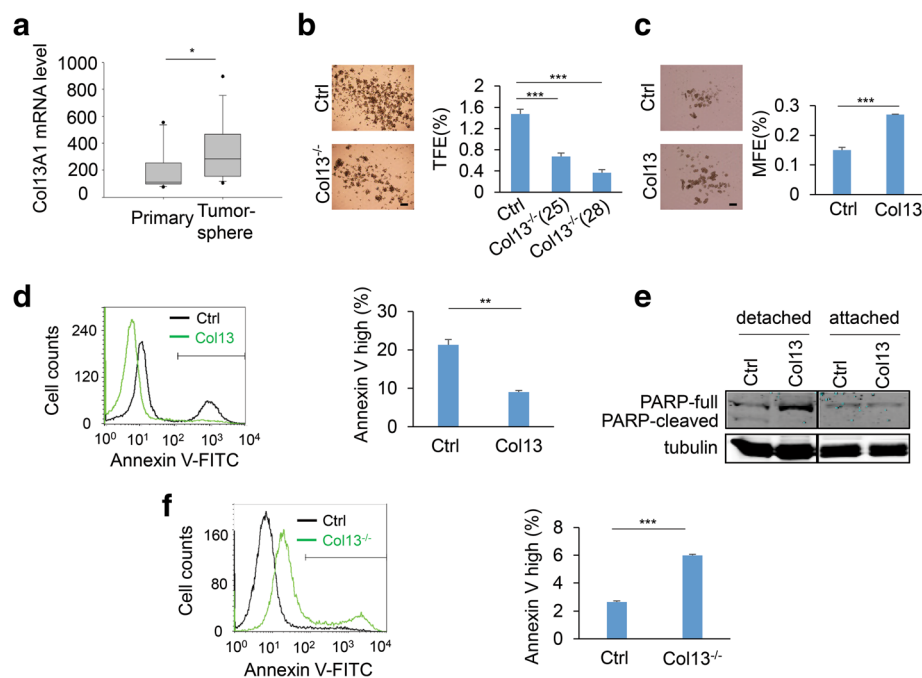 a
*
Col13A1 mRNA level
1000
800
600
400
200
0
Primary
Tumor-
sphere
b
Ctrl
Col13-/-
TFE(%)
1.8
1.6
1.2
0.8
0.4
0
***
***
Ctrl
Col13-/-(25)
Col13-/-(28)
c
Ctrl
Col13
MFE(%)
0.3
0.2
0.1
0
***
Ctrl
Col13
d
Cell counts
240
120
0
Ctrl
Col13
10⁰ 10¹ 10² 10³ 10⁴
Annexin V-FITC
Annexin V high (%)
30
20
10
0
**
Ctrl
Col13
e
detached attached
Ctrl Col13 Ctrl Col13
PARP-full
PARP-cleaved
tubulin
f
Cell counts
160
80
0
Ctrl
Col13-/-
10⁰ 10¹ 10² 10³ 10⁴
Annexin V-FITC
Annexin V high (%)
8
6
4
2
0
***
Ctrl
Col13-/-